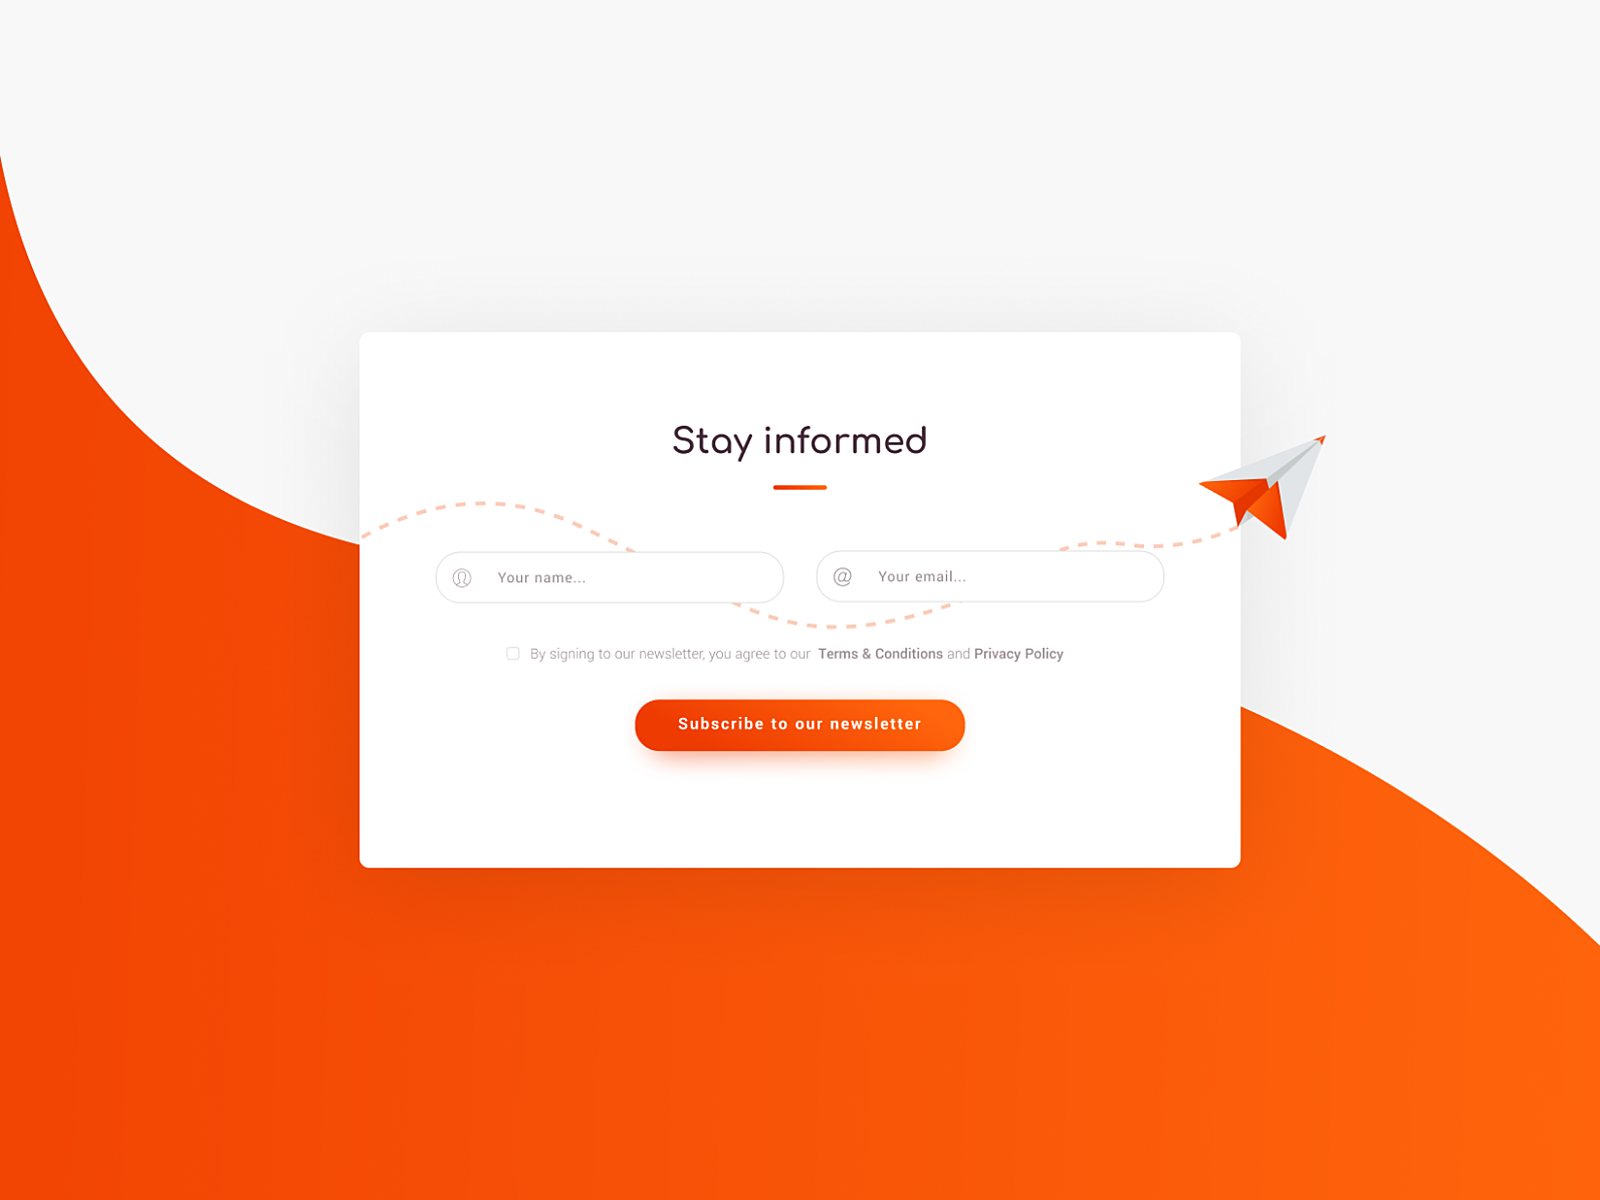 Stay informed
Your name...
Your email...
By signing to our newsletter, you agree to our Terms & Conditions and Privacy Policy
Subscribe to our newsletter